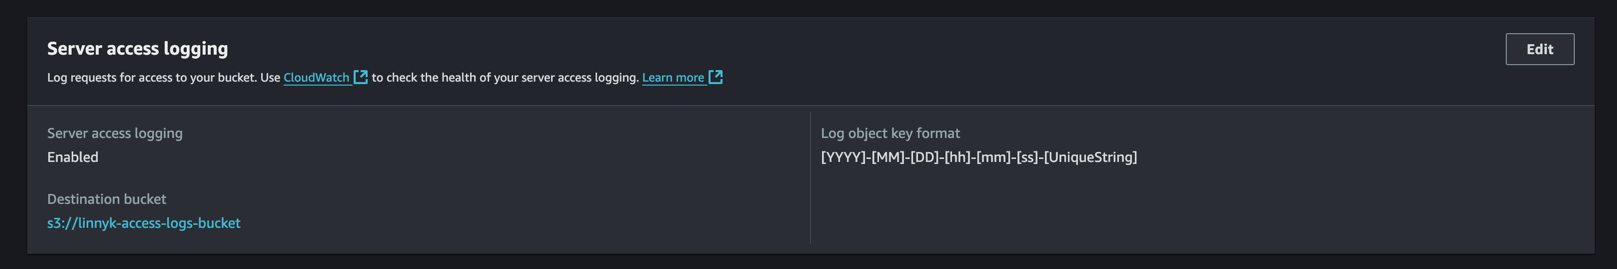 Server access logging
Edit
Log requests for access to your bucket. Use CloudWatch to check the health of your server access logging. Learn more
Server access logging
Enabled
Destination bucket
s3://linnyk-access-logs-bucket
Log object key format
[YYYY]-[MM]-[DD]-[hh]-[mm]-[ss]-[UniqueString]